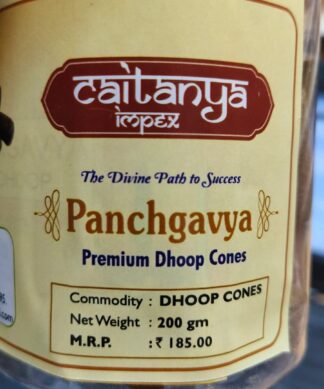 caitanya
impex
The Divine Path to Success
Panchgavya
Premium Dhoop Cones
Commodity : DHOOP CONES
Net Weight : 200 gm
M.R.P. : ₹ 185.00